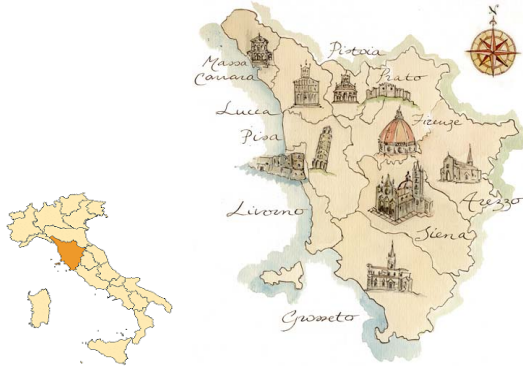 N
Pistoia
Massa
Carrara
Prato
Lucca
Firenze
Pisa
Arezzo
Livorno
Siena
Grosseto